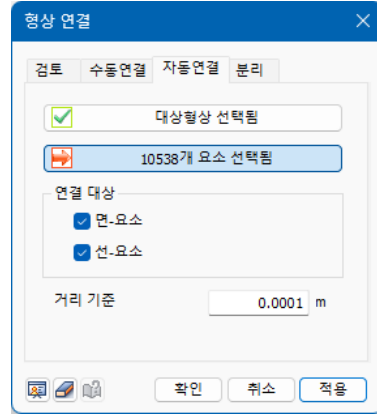 형상 연결
검토 수동연결 자동연결 분리
대상형상 선택됨
10538개 요소 선택됨
연결 대상
면-요소
선-요소
거리 기준 0.0001 m
확인 취소 적용